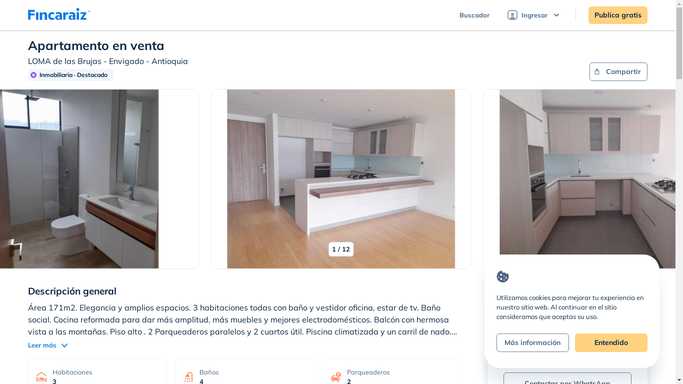 Fincaraiz
Buscador
Ingresar
Publica gratis
Apartamento en venta
LOMA de las Brujas - Envigado - Antioquia
Inmobiliaria - Destacado
Compartir
1 / 12
Descripción general
Área 171m2. Elegancia y amplios espacios. 3 habitaciones todas con baño y vestidor oficina, estar de tv. Baño
social. Cocina reformada para dar más amplitud, más muebles y mejores electrodomésticos. Balcón con hermosa
vista a las montañas. Piso alto . 2 Parqueaderos paralelos y 2 cuartos útil. Piscina climatizada y un carril de nado....
Leer más
Habitaciones
3
Baños
4
Parqueaderos
2
Utilizamos cookies para mejorar tu experiencia en
nuestro sitio web. Al continuar en el sitio
consideramos que aceptas su uso.
Más información
Entendido
Contactar por WhatsApp